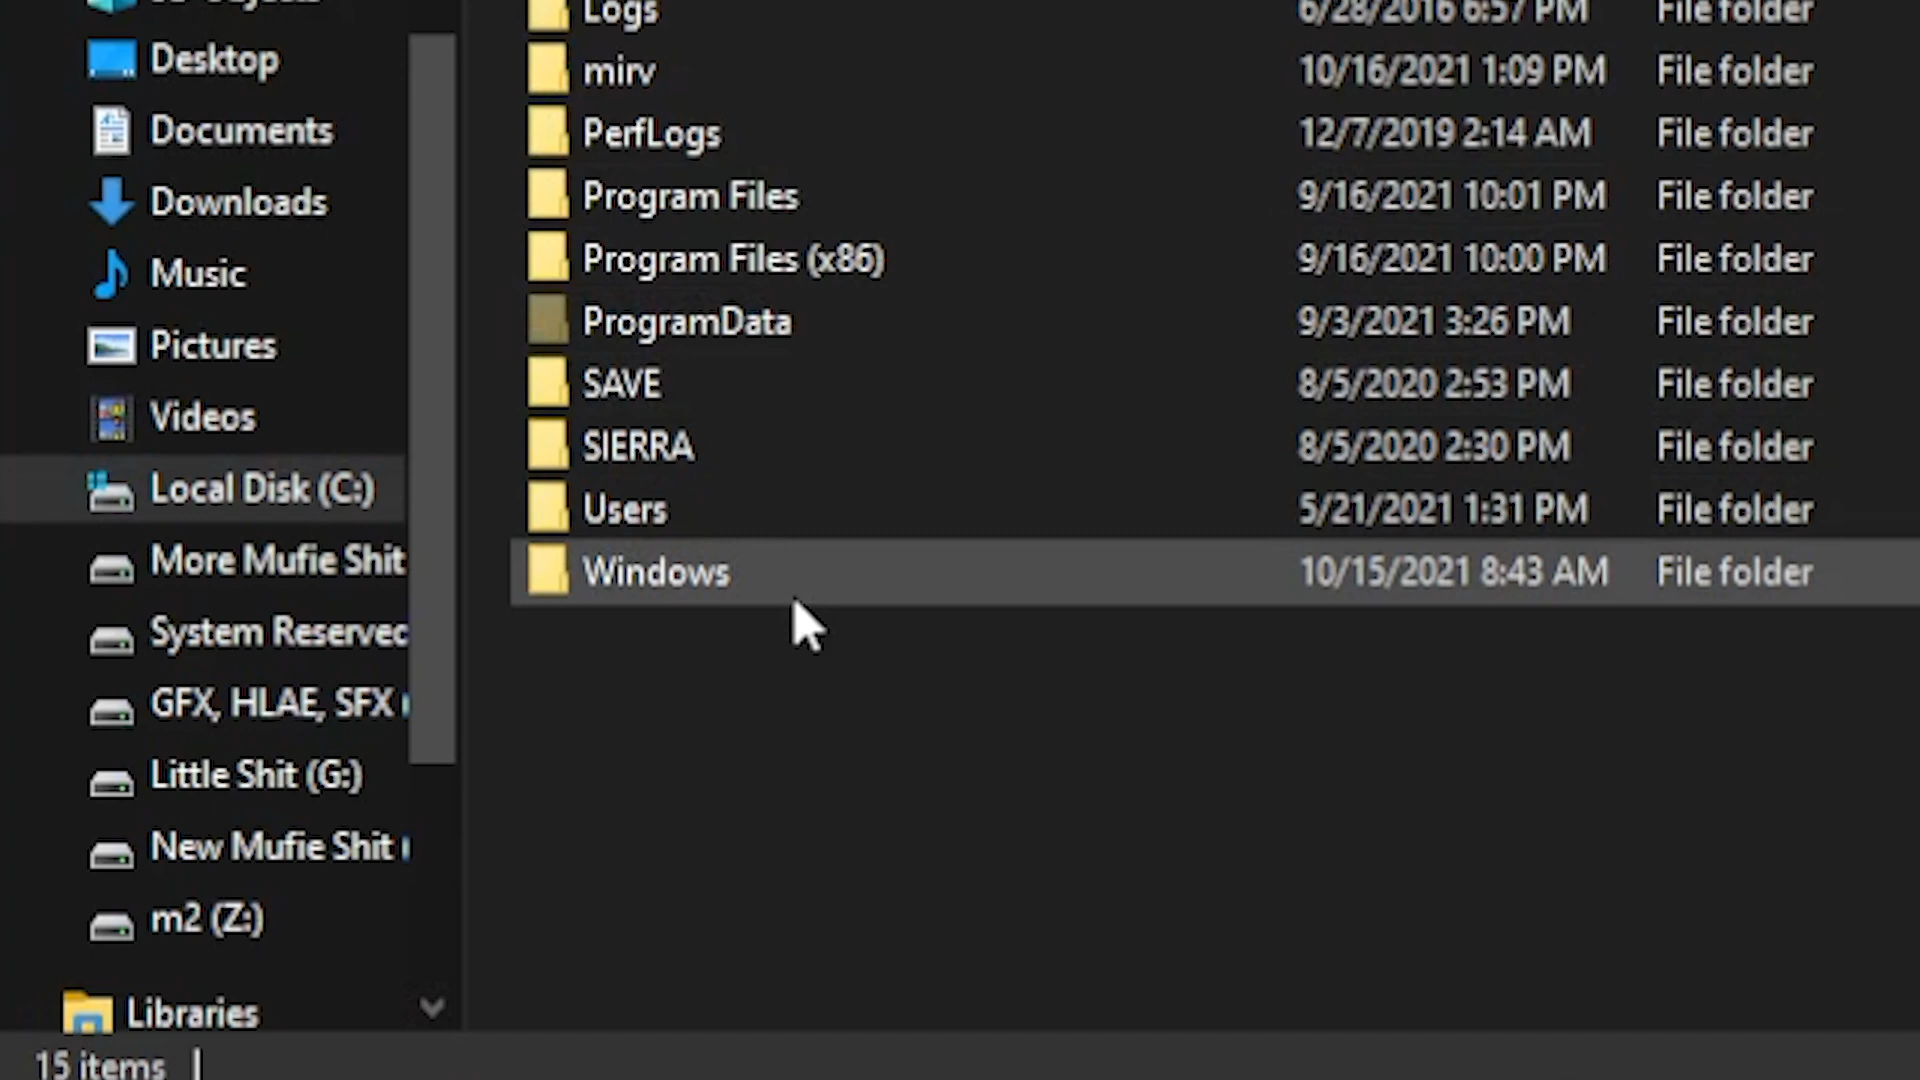 Desktop
Documents
Downloads
Music
Pictures
Videos
Local Disk (C:)
More Mufie Shit
System Reserved
GFX, HLAE, SFX
Little Shit (G:)
New Mufie Shit
m2 (Z:)
Libraries
15 items
Logs 6/28/2016 6:57 PM File folder
mirv 10/16/2021 1:09 PM File folder
PerfLogs 12/7/2019 2:14 AM File folder
Program Files 9/16/2021 10:01 PM File folder
Program Files (x86) 9/16/2021 10:00 PM File folder
ProgramData 9/3/2021 3:26 PM File folder
SAVE 8/5/2020 2:53 PM File folder
SIERRA 8/5/2020 2:30 PM File folder
Users 5/21/2021 1:31 PM File folder
Windows 10/15/2021 8:43 AM File folder